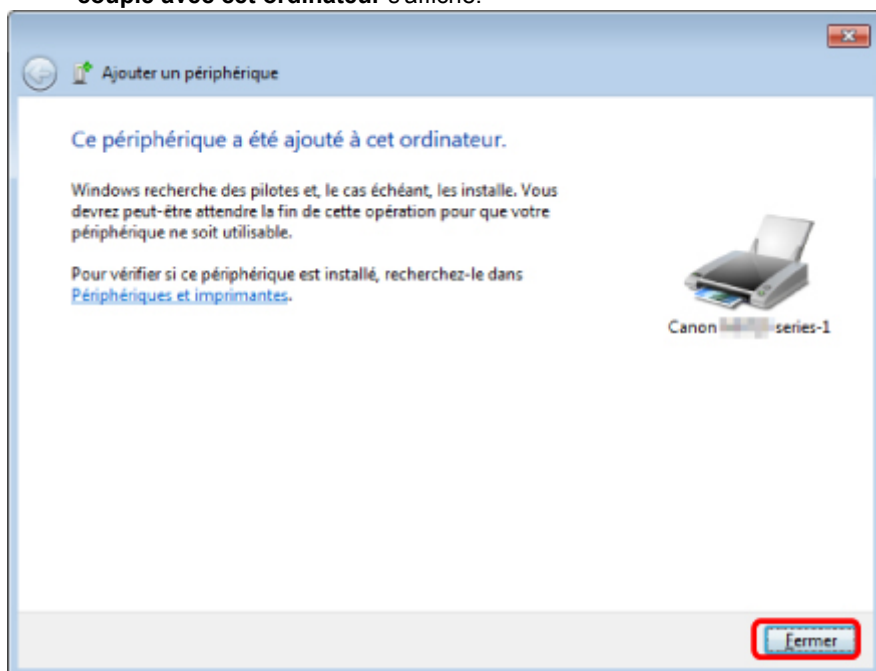 couplé avec cet ordinateur s'affiche.
Ajouter un périphérique
Ce périphérique a été ajouté à cet ordinateur.
Windows recherche des pilotes et, le cas échéant, les installe. Vous
devrez peut-être attendre la fin de cette opération pour que votre
périphérique ne soit utilisable.
Pour vérifier si ce périphérique est installé, recherchez-le dans
Périphériques et imprimantes.
Canon series-1
Fermer